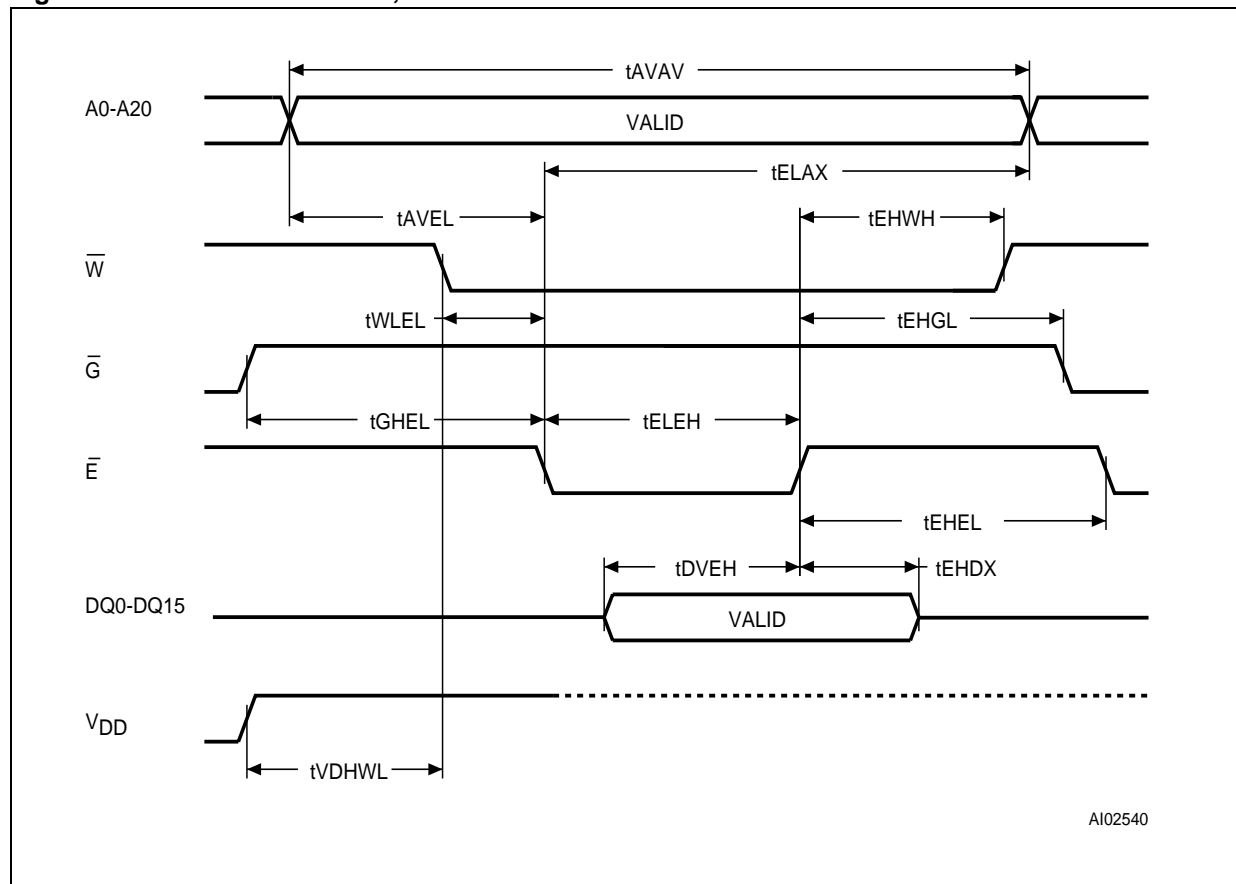 tAVAV
A0-A20
VALID
tELAX
tAVEL
tEHWH
W
tWLEL
tEHGL
G
tGHEL
tELEH
E
tEHEL
tDVEH
tEHDX
DQ0-DQ15
VALID
VDD
tVDHWL
AI02540